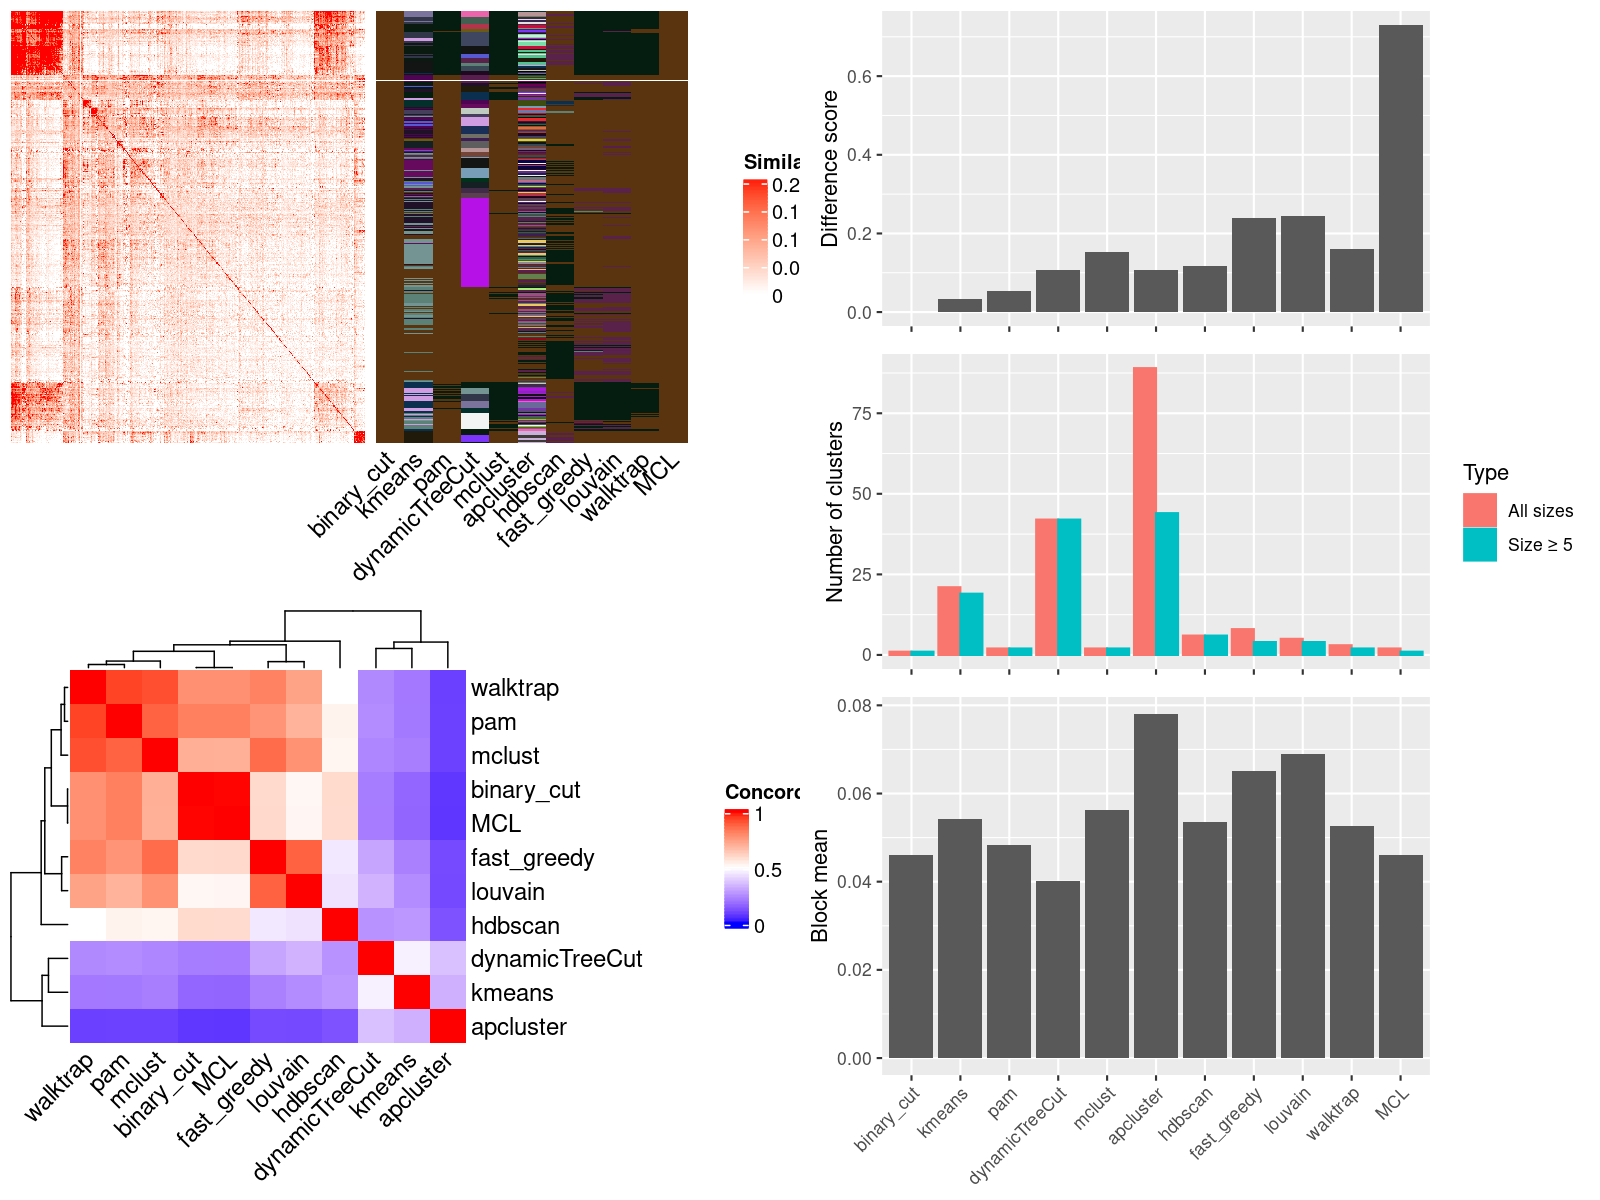 Simila
0.2
0.1
0.1
0.0
0
binary_cut
kmeans
pam
dynamicTreeCut
mclust
apcluster
hdbscan
fast_greedy
louvain
walktrap
MCL
walktrap
pam
mclust
binary_cut
MCL
fast_greedy
louvain
hdbscan
dynamicTreeCut
kmeans
apcluster
walktrap
pam
mclust
binary_cut
MCL
fast_greedy
louvain
hdbscan
dynamicTreeCut
kmeans
apcluster
Concord
1
0.5
0
Difference score
0.6
0.4
0.2
0.0
Number of clusters
75
50
25
0
Type
All sizes
Size ≥ 5
Block mean
0.08
0.06
0.04
0.02
0.00
binary_cut
kmeans
pam
dynamicTreeCut
mclust
apcluster
hdbscan
fast_greedy
louvain
walktrap
MCL